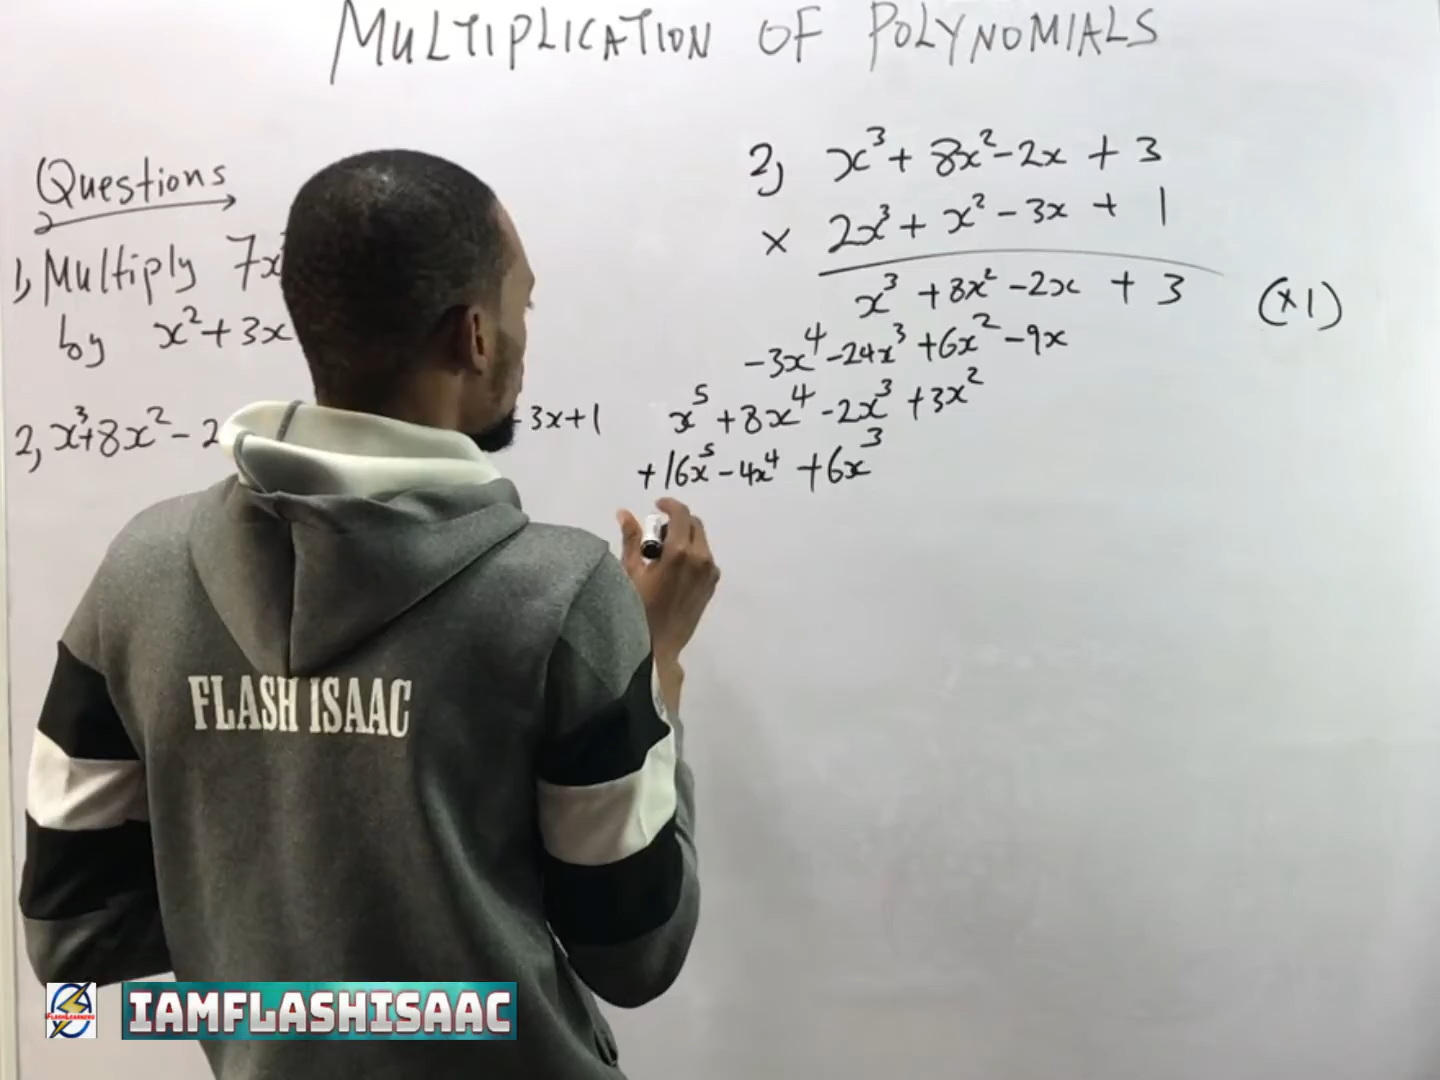 MULTIPLICATION OF POLYNOMIALS
Questions
1, Multiply 7x
by x² + 3x
2, x³ + 8x² - 2 3x + 1
2, x³ + 8x² - 2x + 3
× 2x³ + x² - 3x + 1
x³ + 8x² - 2x + 3 (×1)
-3x⁴ - 24x³ + 6x² - 9x
x⁵ + 8x⁴ - 2x³ + 3x²
+ 16x⁵ - 4x⁴ + 6x³
FLASH ISAAC
FLASHLEARNERS
IAMFLASHISAAC